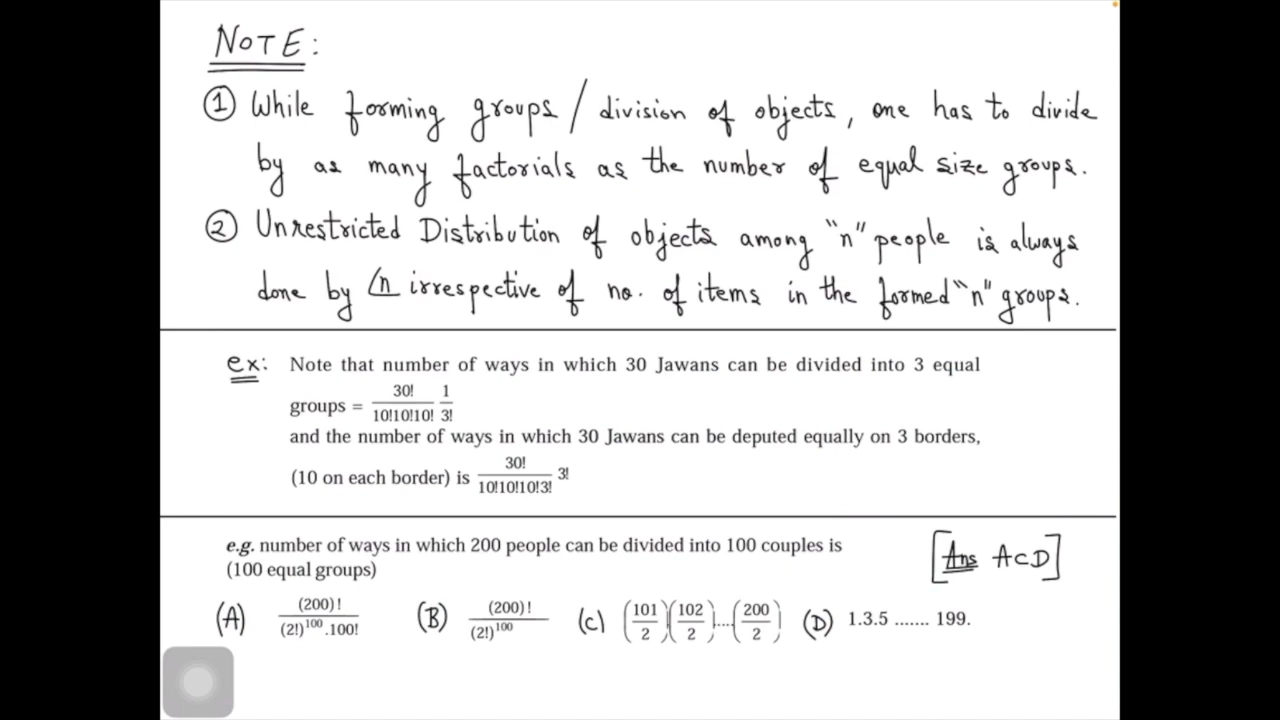 NOTE:
① While forming groups / division of objects, one has to divide
by as many factorials as the number of equal size groups.
② Unrestricted Distribution of objects among "n" people is always
done by ∟n irrespective of no. of items in the formed "n" groups.
ex: Note that number of ways in which 30 Jawans can be divided into 3 equal
groups = 30!/(10!10!10!) 1/3!
and the number of ways in which 30 Jawans can be deputed equally on 3 borders,
(10 on each border) is 30!/(10!10!10!3!) 3!
e.g. number of ways in which 200 people can be divided into 100 couples is [Ans ACD]
(100 equal groups)
(A) (200)!/((2!)^100 .100!) (B) (200)!/(2!)^100 (C) (101/2)(102/2)....(200/2) (D) 1.3.5 ....... 199.